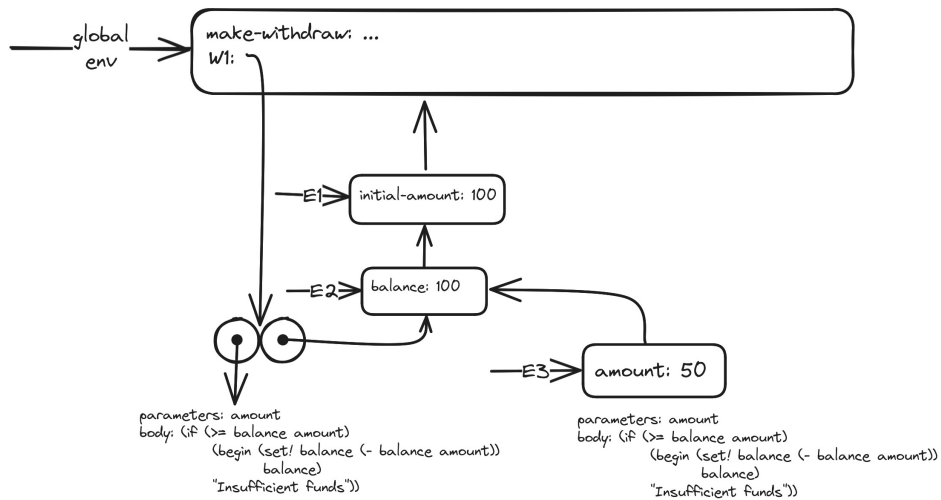 global
env
make-withdraw: ...
W1:
E1
initial-amount: 100
E2
balance: 100
E3
amount: 50
parameters: amount
body: (if (>= balance amount)
(begin (set! balance (- balance amount))
balance)
"Insufficient funds"))
parameters: amount
body: (if (>= balance amount)
(begin (set! balance (- balance amount))
balance)
"Insufficient funds"))